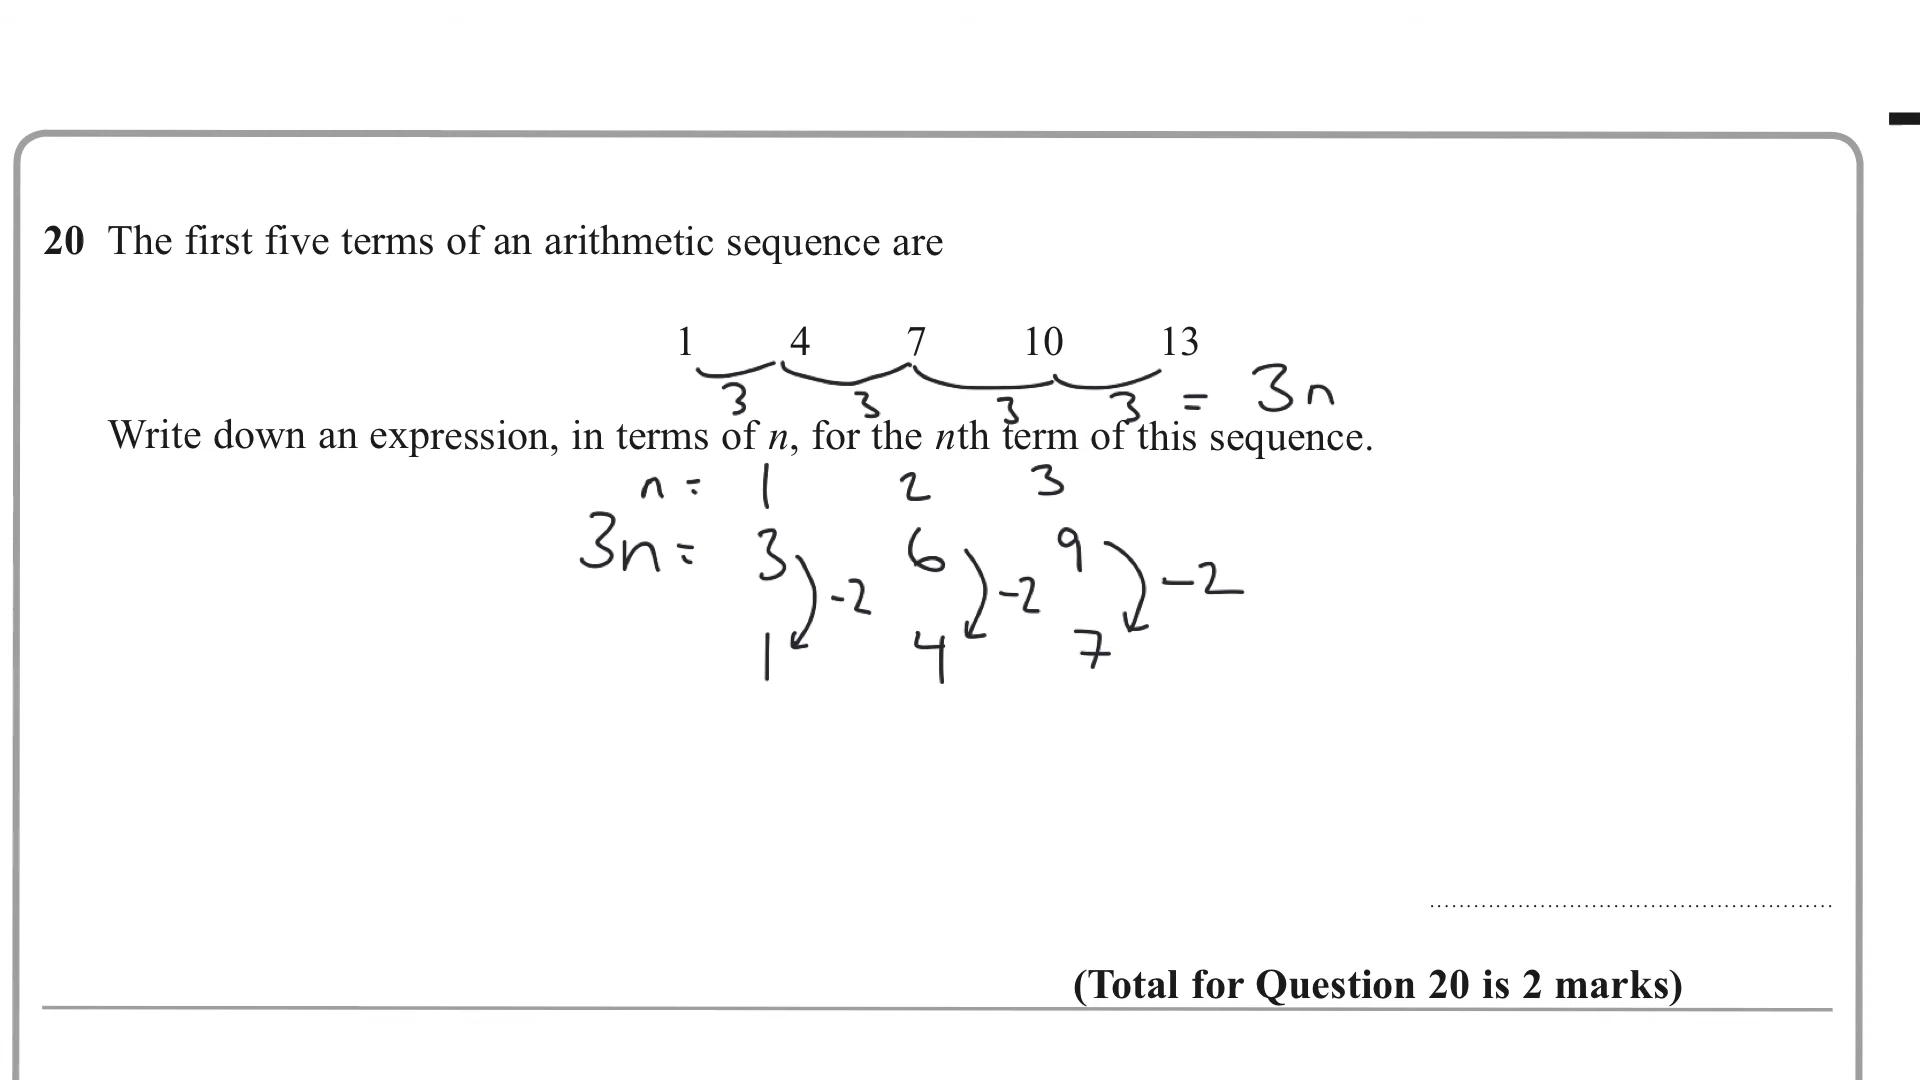 20 The first five terms of an arithmetic sequence are
1 4 7 10 13
3 3 3 3 = 3n
Write down an expression, in terms of n, for the nth term of this sequence.
n = 1 2 3
3n = 3 6 9
-2 -2 -2
1 4 7
(Total for Question 20 is 2 marks)